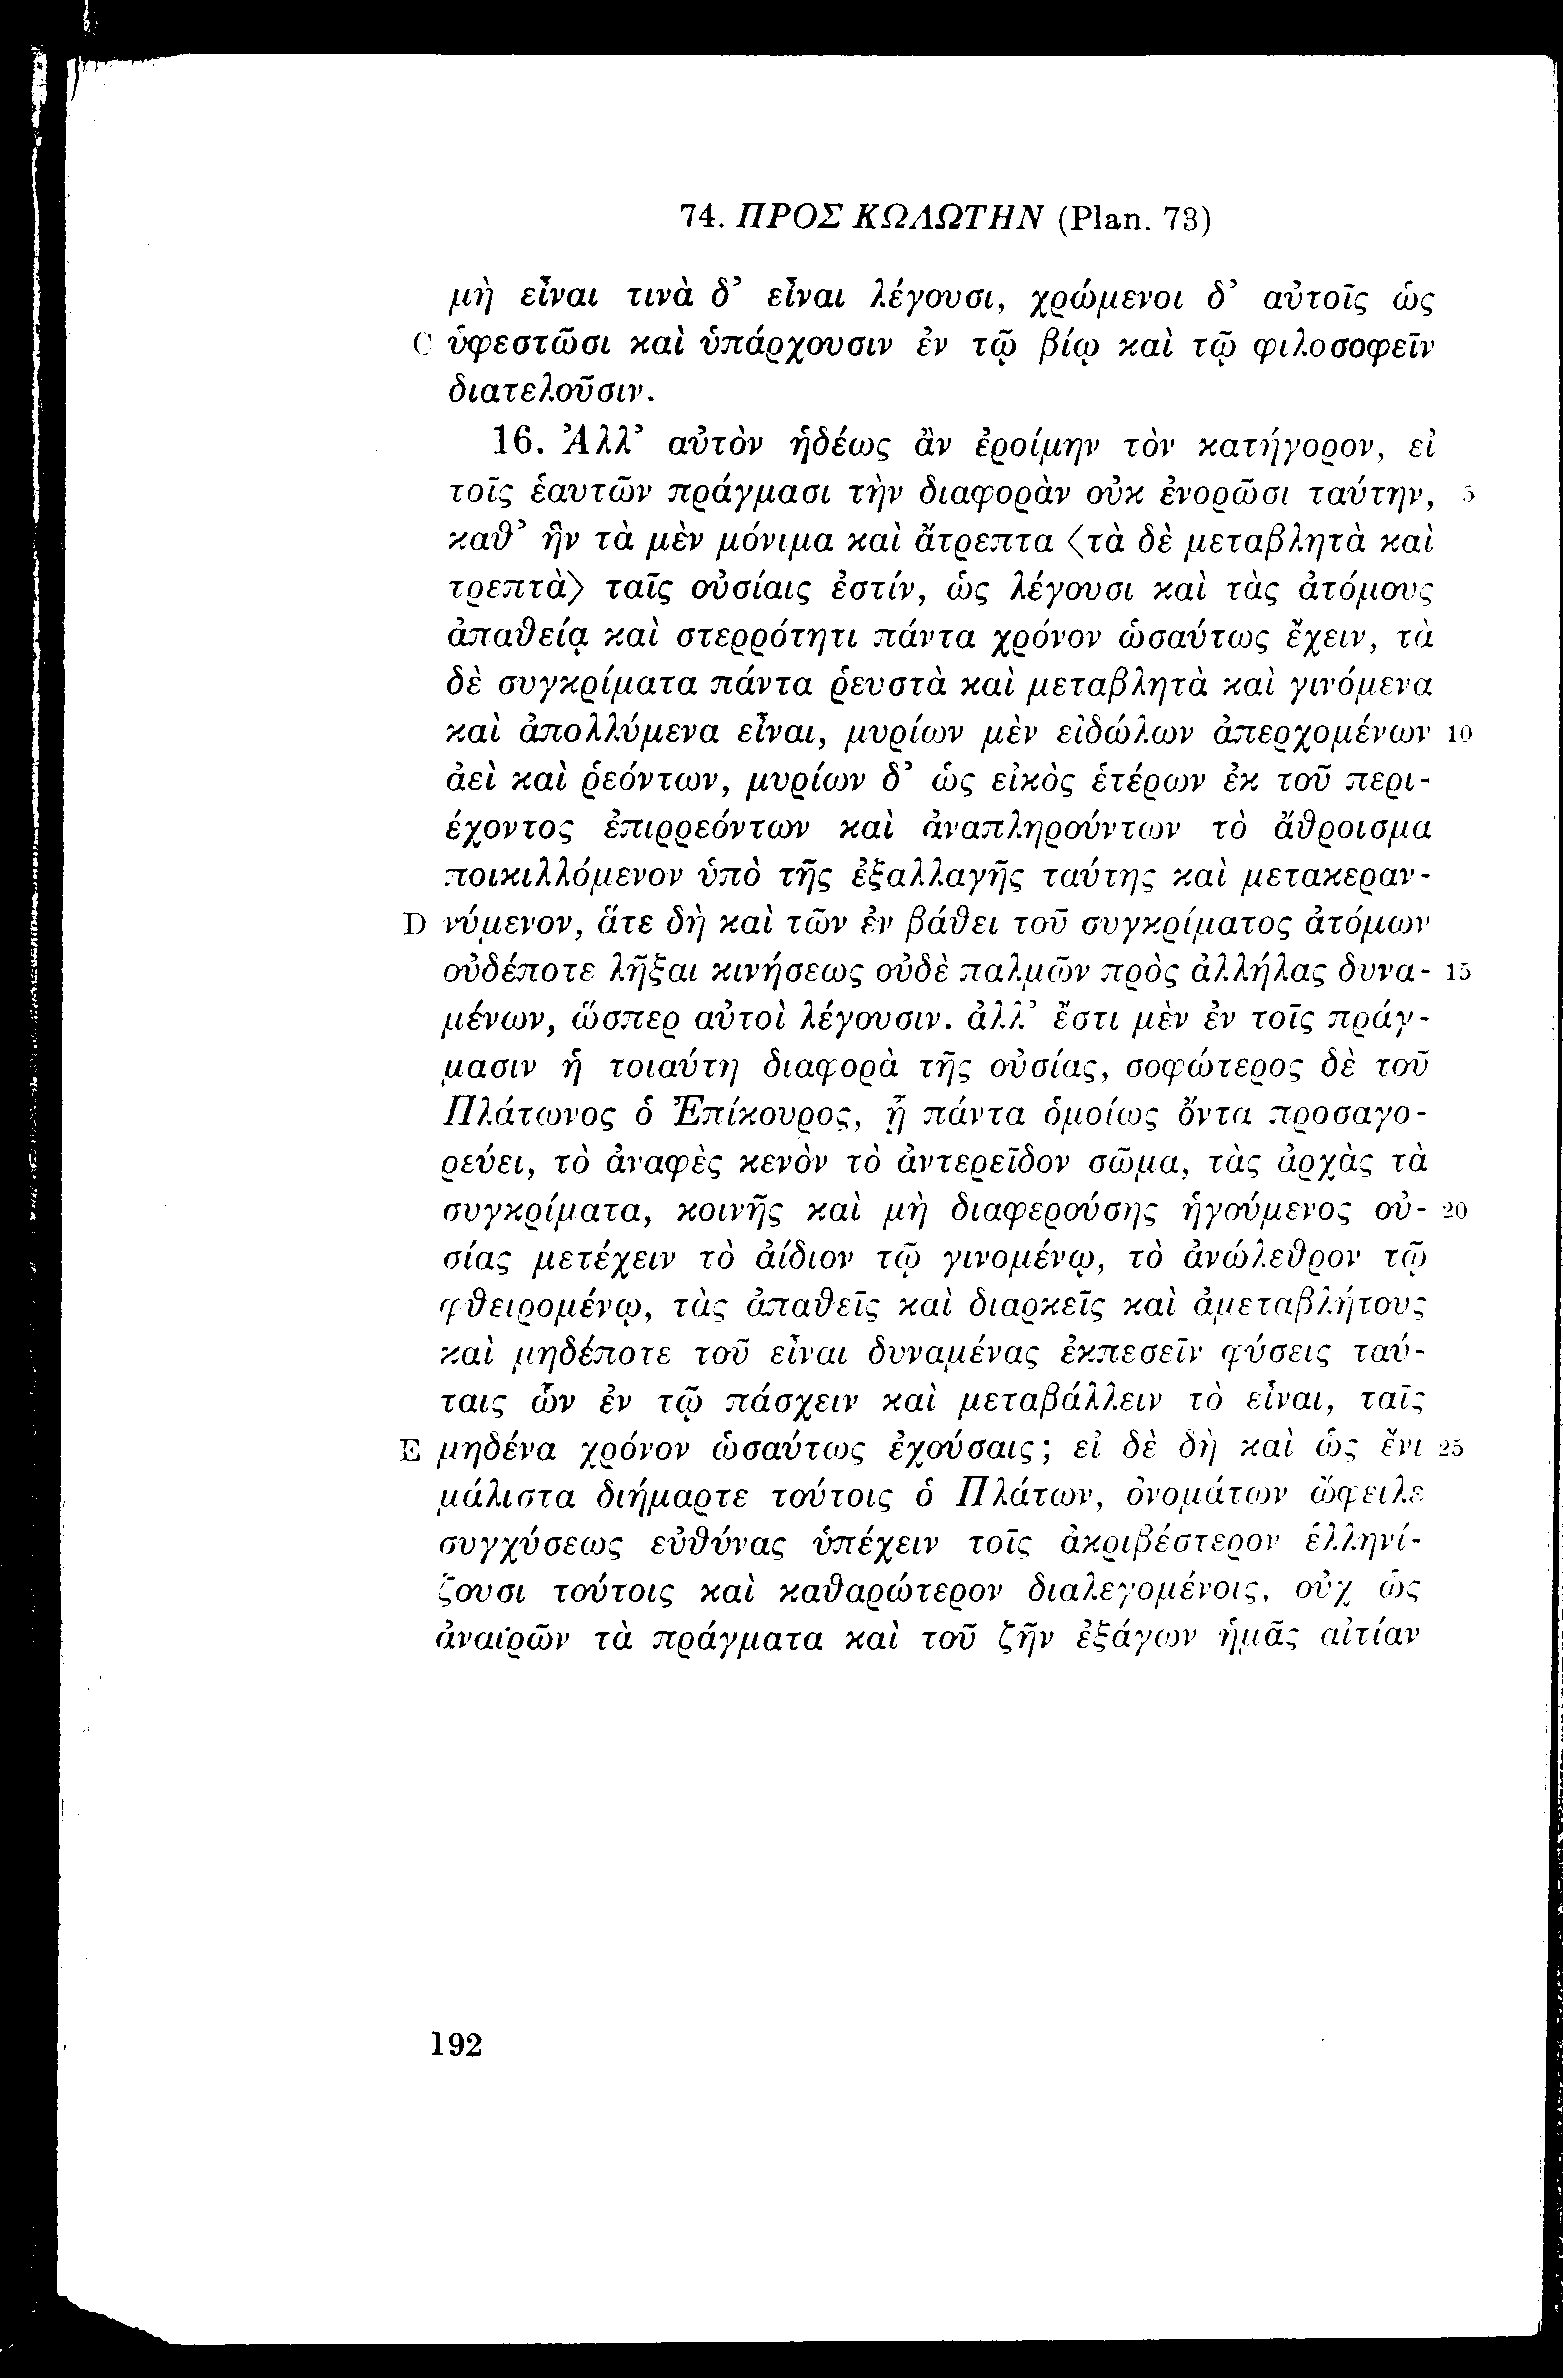 74. ΠΡΟΣ ΚΩΛΩΤΗΝ (Plan. 73)
μὴ εἶναι τινὰ δ’ εἶναι λέγουσι, χρώμενοι δ’ αὐτοῖς ὡς
C ὑφεστῶσι καὶ ὑπάρχουσιν ἐν τῷ βίῳ καὶ τῷ φιλοσοφεῖν
διατελοῦσιν.
16. Ἀλλ’ αὐτὸν ἡδέως ἂν ἐροίμην τὸν κατήγορον, εἰ
τοῖς ἑαυτῶν πράγμασι τὴν διαφορὰν οὐκ ἐνορῶσι ταύτην, 5
καθ’ ἣν τὰ μὲν μόνιμα καὶ ἄτρεπτα <τὰ δὲ μεταβλητὰ καὶ
τρεπτὰ> ταῖς οὐσίαις ἐστίν, ὡς λέγουσι καὶ τὰς ἀτόμους
ἀπαθείᾳ καὶ στερρότητι πάντα χρόνον ὡσαύτως ἔχειν, τὰ
δὲ συγκρίματα πάντα ῥευστὰ καὶ μεταβλητὰ καὶ γινόμενα
καὶ ἀπολλύμενα εἶναι, μυρίων μὲν εἰδώλων ἀπερχομένων 10
ἀεὶ καὶ ῥεόντων, μυρίων δ’ ὡς εἰκὸς ἑτέρων ἐκ τοῦ περι-
έχοντος ἐπιρρεόντων καὶ ἀναπληρούντων τὸ ἄθροισμα
ποικιλλόμενον ὑπὸ τῆς ἐξαλλαγῆς ταύτης καὶ μετακεραν-
D νύμενον, ἅτε δὴ καὶ τῶν ἐν βάθει τοῦ συγκρίματος ἀτόμων
οὐδέποτε λῆξαι κινήσεως οὐδὲ παλμῶν πρὸς ἀλλήλας δυνα- 15
μένων, ὥσπερ αὐτοὶ λέγουσιν. ἀλλ’ ἔστι μὲν ἐν τοῖς πράγ-
μασιν ἡ τοιαύτη διαφορὰ τῆς οὐσίας, σοφώτερος δὲ τοῦ
Πλάτωνος ὁ Ἐπίκουρος, ᾗ πάντα ὁμοίως ὄντα προσαγο-
ρεύει, τὸ ἀναφὲς κενὸν τὸ ἀντερεῖδον σῶμα, τὰς ἀρχὰς τὰ
συγκρίματα, κοινῆς καὶ μὴ διαφερούσης ἡγούμενος οὐ- 20
σίας μετέχειν τὸ ἀίδιον τῷ γινομένῳ, τὸ ἀνώλεθρον τῷ
φθειρομένῳ, τὰς ἀπαθεῖς καὶ διαρκεῖς καὶ ἀμεταβλήτους
καὶ μηδέποτε τοῦ εἶναι δυναμένας ἐκπεσεῖν φύσεις ταύ-
ταις ὧν ἐν τῷ πάσχειν καὶ μεταβάλλειν τὸ εἶναι, ταῖς
E μηδένα χρόνον ὡσαύτως ἐχούσαις; εἰ δὲ δὴ καὶ ὡς ἔνι 25
μάλιστα διήμαρτε τούτοις ὁ Πλάτων, ὀνομάτων ὤφειλε
συγχύσεως εὐθύνας ὑπέχειν τοῖς ἀκριβέστερον ἑλληνί-
ζουσι τούτοις καὶ καθαρώτερον διαλεγομένοις, οὐχ ὡς
ἀναιρῶν τὰ πράγματα καὶ τοῦ ζῆν ἐξάγων ἡμᾶς αἰτίαν
192